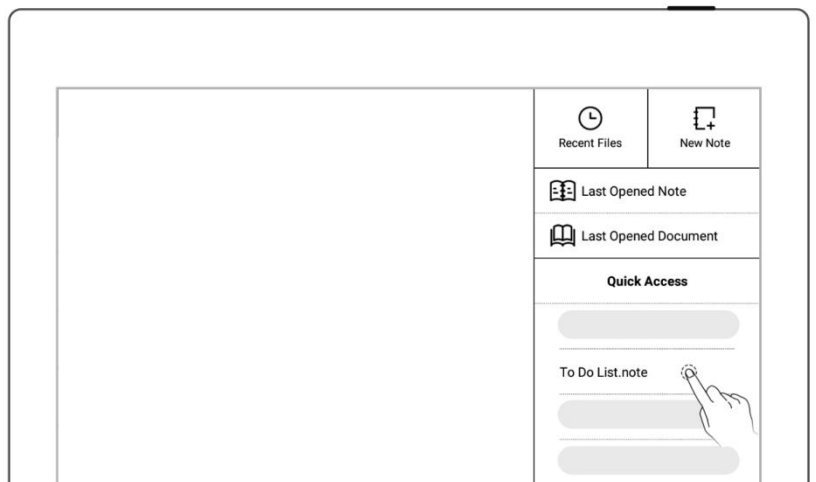 Recent Files
New Note
Last Opened Note
Last Opened Document
Quick Access
To Do List.note